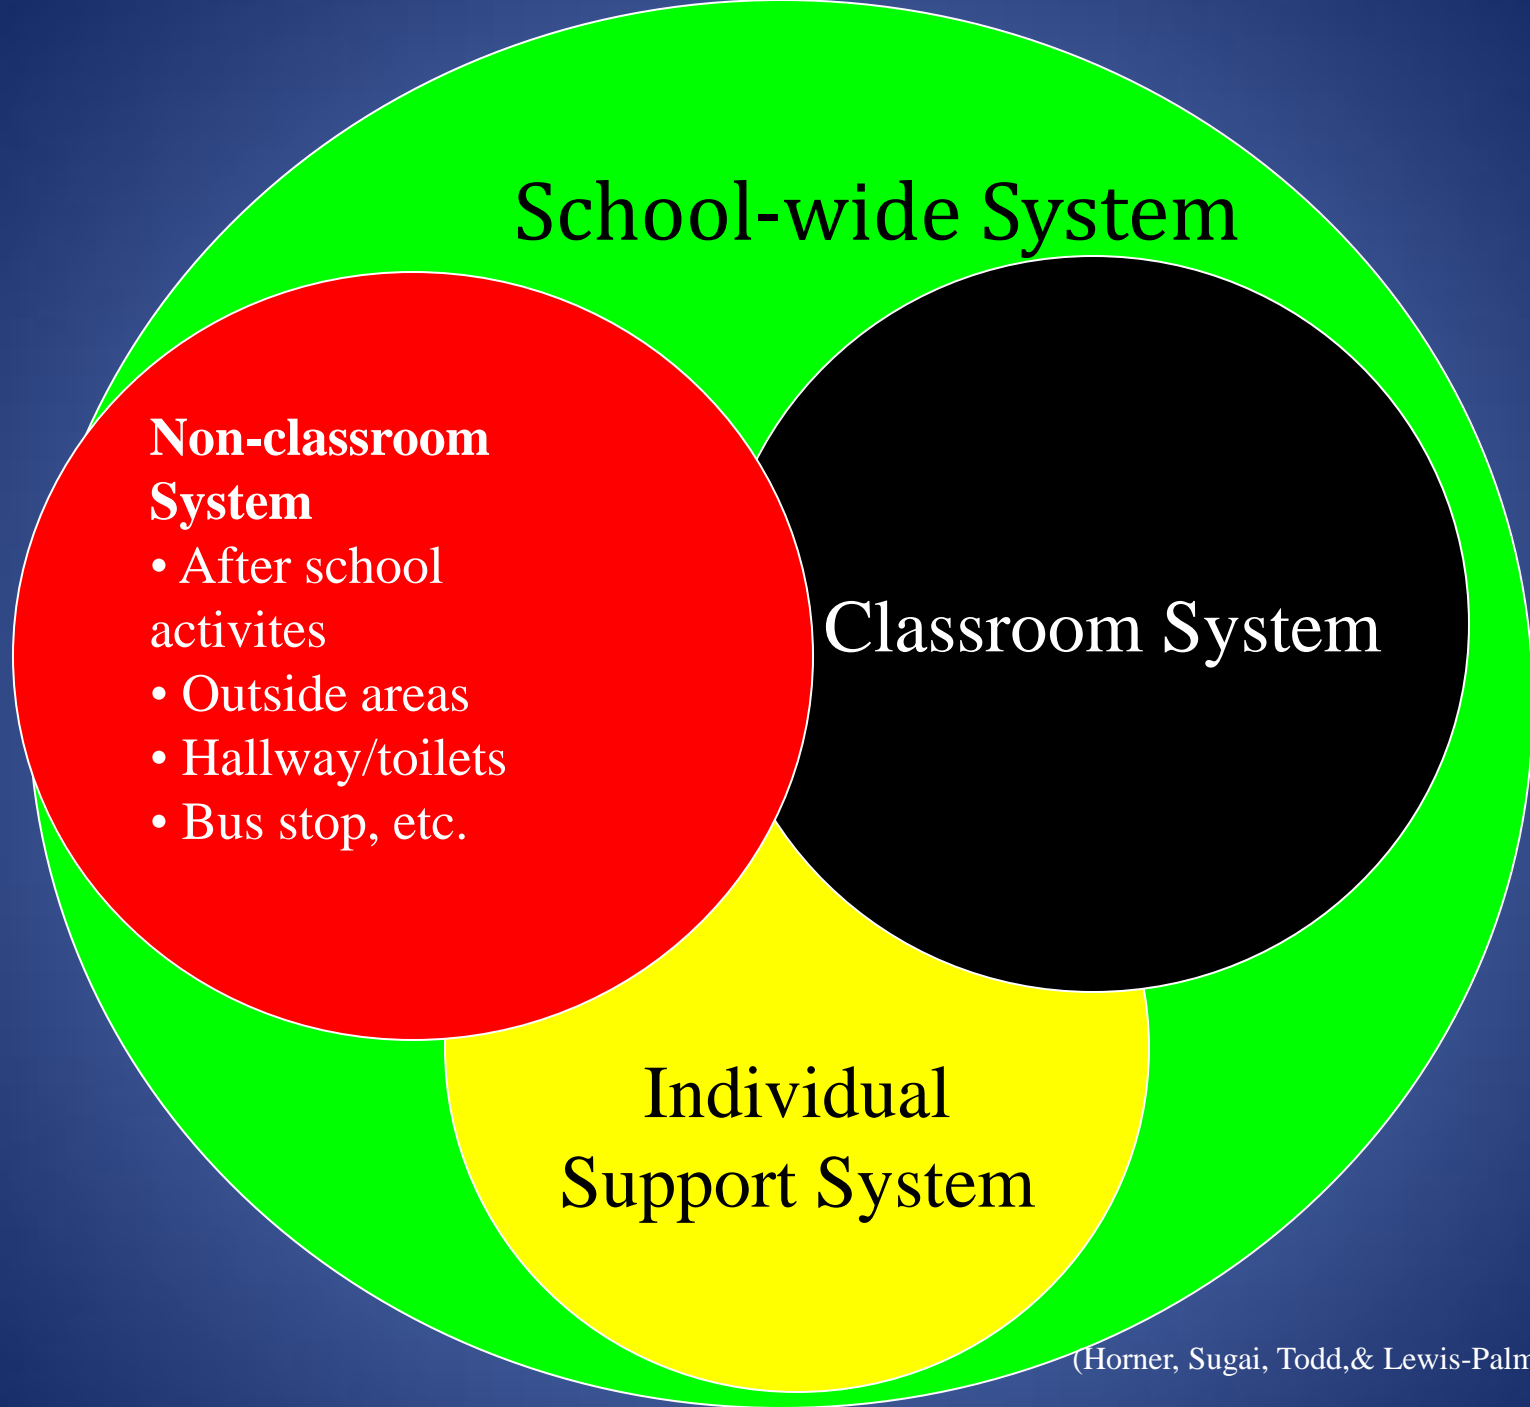 School-wide System
Non-classroom
System
• After school
activites
• Outside areas
• Hallway/toilets
• Bus stop, etc.
Classroom System
Individual
Support System
(Horner, Sugai, Todd,& Lewis-Palm